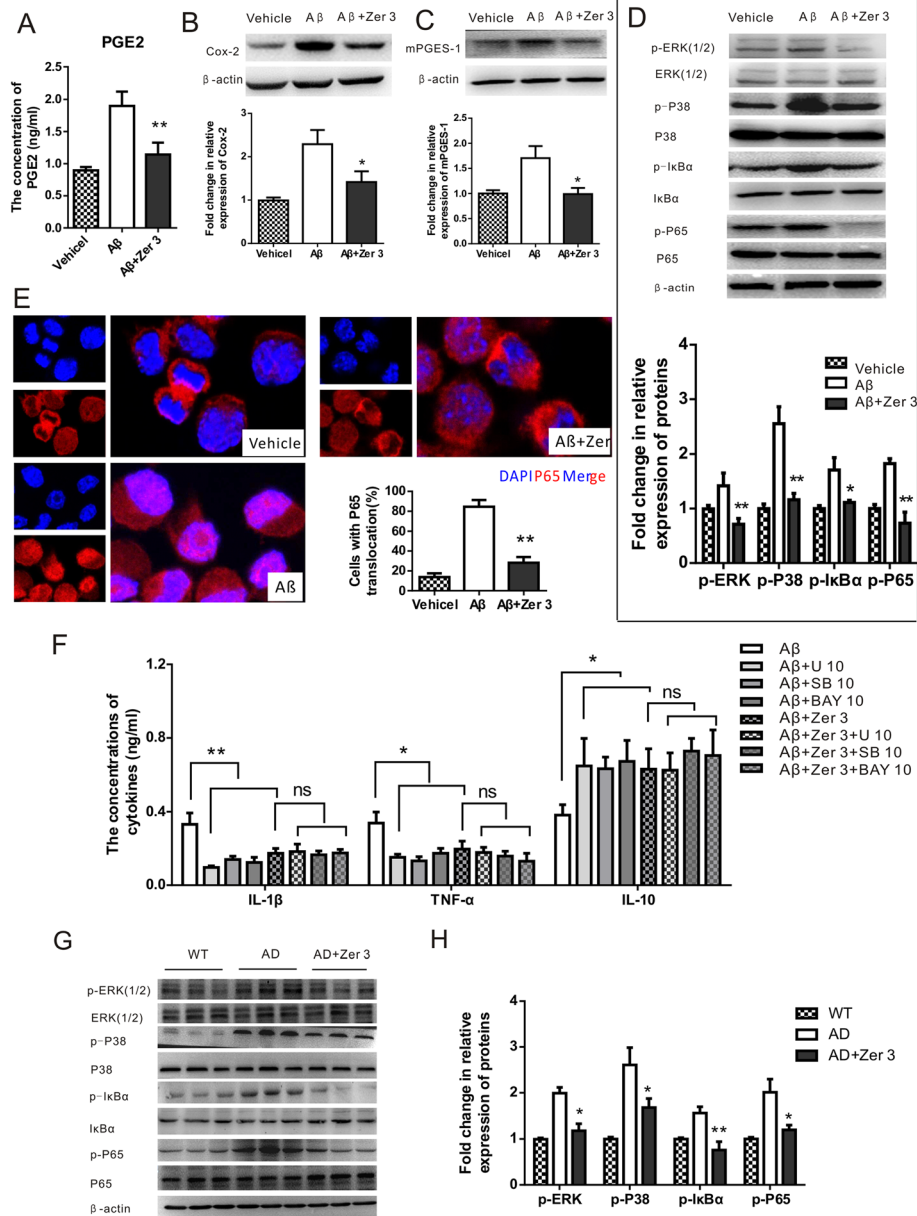 A
PGE2
The concentration of
PGE2 (ng/ml)
2.5
2.0
1.5
1.0
0.5
0.0
**
Vehicel
Aβ
Aβ+Zer 3
B
Vehicle Aβ Aβ+Zer 3
Cox-2
β-actin
Fold change in relative
expression of Cox-2
3
2
1
0
*
Vehicel Aβ Aβ+Zer 3
C
Vehicle Aβ Aβ+Zer 3
mPGES-1
β-actin
Fold change in relative
expression of mPGES-1
2.5
2.0
1.5
1.0
0.5
0.0
*
Vehicel Aβ Aβ+Zer 3
D
Vehicle Aβ Aβ+Zer 3
p-ERK(1/2)
ERK(1/2)
p-P38
P38
p-IκBα
IκBα
p-P65
P65
β-actin
Fold change in relative
expression of proteins
4
3
2
1
0
Vehicle
Aβ
Aβ+Zer 3
** ** * **
p-ERK p-P38 p-IκBα p-P65
E
Vehicle
Aß+Zer
Aß
DAPI P65 Merge
Cells with P65
translocation(%)
100
80
60
40
20
0
**
Vehicel Aβ Aβ+Zer 3
F
The concentrations of
cytokines (ng/ml)
1.2
0.8
0.4
0.0
** ns
* ns
* ns
IL-1β TNF-α IL-10
Aβ
Aβ+U 10
Aβ+SB 10
Aβ+BAY 10
Aβ+Zer 3
Aβ+Zer 3+U 10
Aβ+Zer 3+SB 10
Aβ+Zer 3+BAY 10
G
WT AD AD+Zer 3
p-ERK(1/2)
ERK(1/2)
p-P38
P38
p-IκBα
IκBα
p-P65
P65
β-actin
H
Fold change in relative
expression of proteins
4
3
2
1
0
WT
AD
AD+Zer 3
* * ** *
p-ERK p-P38 p-IκBα p-P65